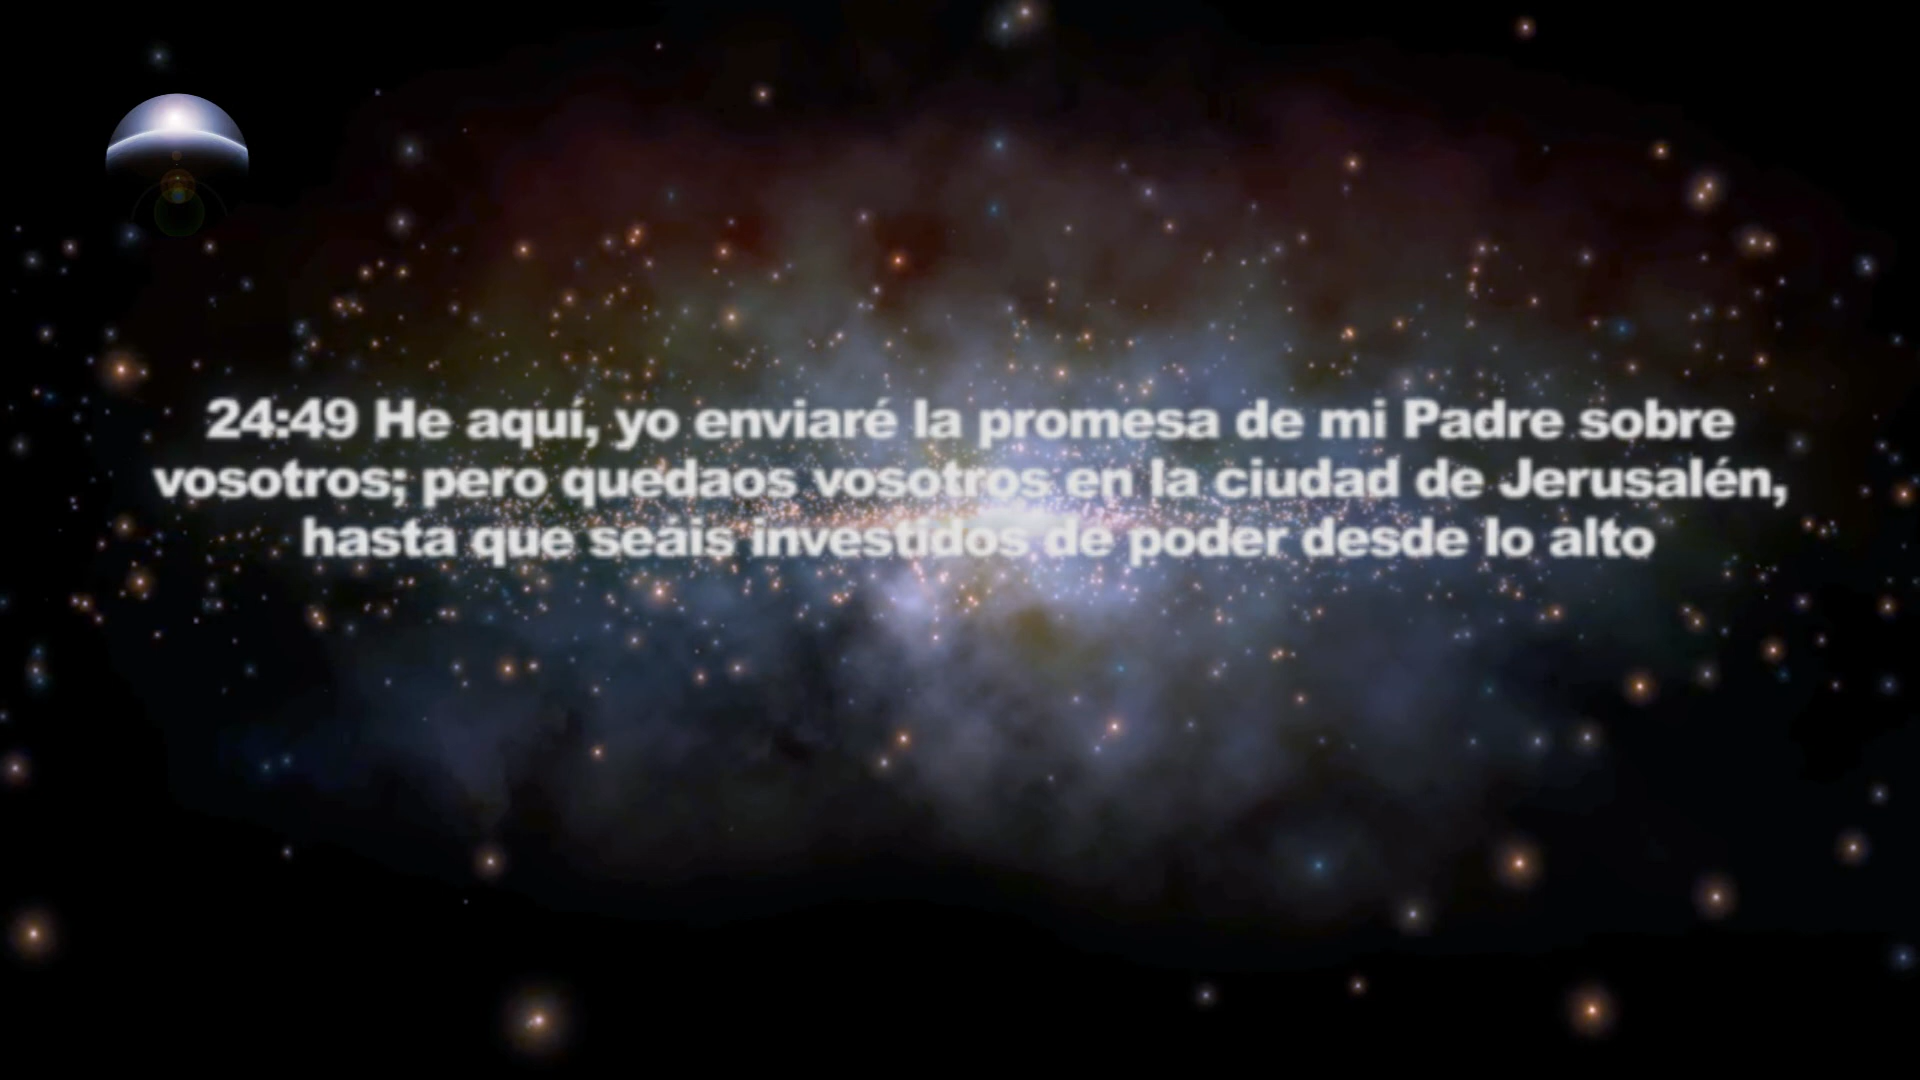 24:49 He aquí, yo enviaré la promesa de mi Padre sobre
vosotros; pero quedaos vosotros en la ciudad de Jerusalén,
hasta que seáis investidos de poder desde lo alto